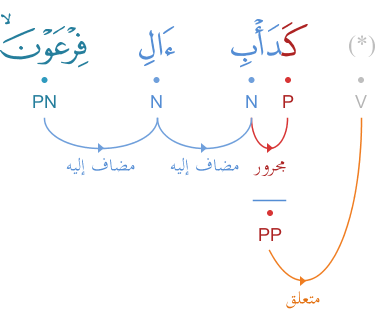 (*) كَدَأْبِ ءَالِ فِرْعَوْنَ ۙ
V P N N PN
مجرور مضاف إليه مضاف إليه
PP
متعلق